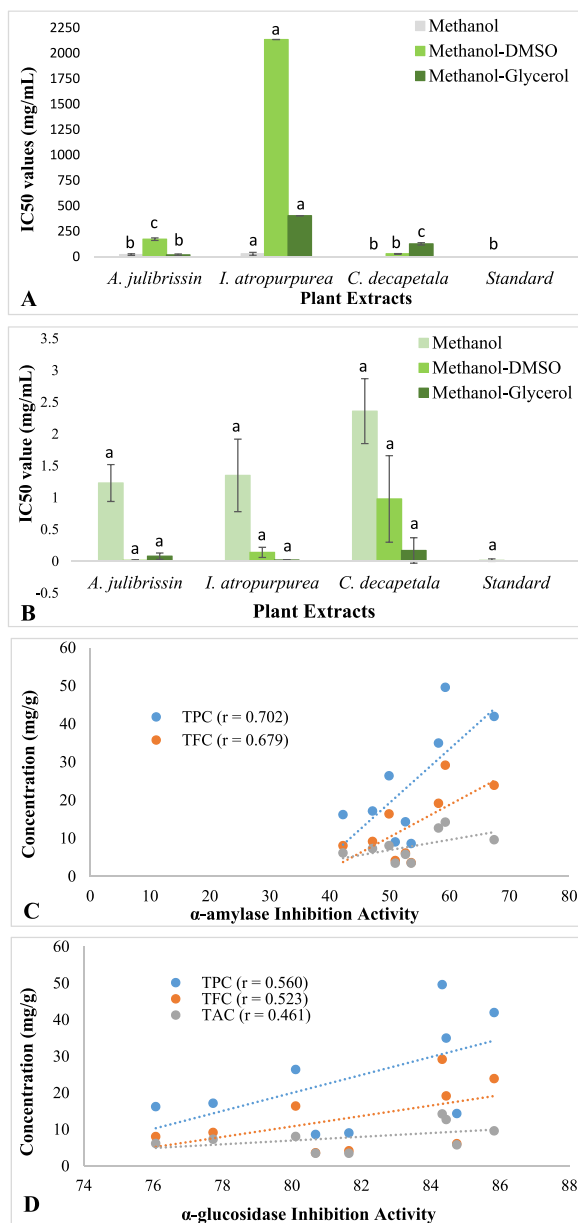 Methanol
Methanol-DMSO
Methanol-Glycerol
IC50 values (mg/mL)
2250
2000
1750
1500
1250
1000
750
500
250
0
b c b
a a a
b b c
b
A. julibrissin I. atropurpurea C. decapetala Standard
Plant Extracts
A
Methanol
Methanol-DMSO
Methanol-Glycerol
IC50 value (mg/mL)
3.5
3
2.5
2
1.5
1
0.5
0
-0.5
a a a
a a a
a a a
a
A. julibrissin I. atropurpurea C. decapetala Standard
Plant Extracts
B
Concentration (mg/g)
60
50
40
30
20
10
0
TPC (r = 0.702)
TFC (r = 0.679)
0 10 20 30 40 50 60 70 80
α-amylase Inhibition Activity
C
Concentration (mg/g)
60
50
40
30
20
10
0
TPC (r = 0.560)
TFC (r = 0.523)
TAC (r = 0.461)
74 76 78 80 82 84 86 88
α-glucosidase Inhibition Activity
D